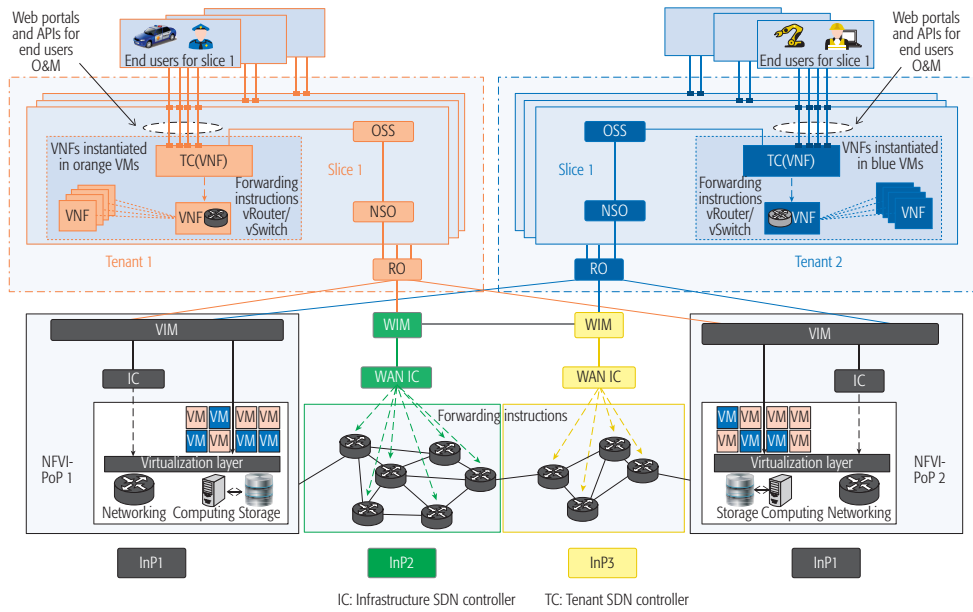 Web portals
and APIs for
end users
O&M
End users for slice 1
End users for slice 1
Web portals
and APIs for
end users
O&M
VNFs instantiated
in orange VMs
TC(VNF)
OSS
Slice 1
Forwarding
instructions
vRouter/
vSwitch
VNF
VNF
NSO
Tenant 1
RO
OSS
Slice 1
TC(VNF)
VNFs instantiated
in blue VMs
Forwarding
instructions
vRouter/
vSwitch
VNF
VNF
NSO
Tenant 2
RO
VIM
WIM
WIM
VIM
IC
WAN IC
WAN IC
IC
Forwarding instructions
VM VM VM VM
VM VM VM VM
Virtualization layer
NFVI-
PoP 1
Networking Computing Storage
VM VM VM VM
VM VM VM VM
Virtualization layer
NFVI-
PoP 2
Storage Computing Networking
InP1
InP2
InP3
InP1
IC: Infrastructure SDN controller
TC: Tenant SDN controller